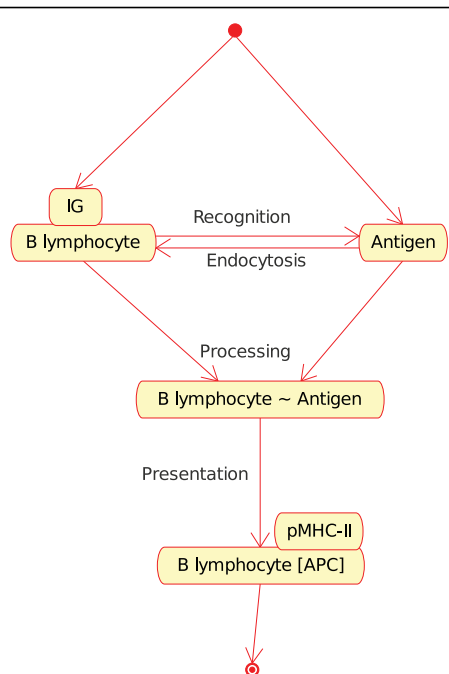 IG
B lymphocyte
Recognition
Endocytosis
Antigen
Processing
B lymphocyte ~ Antigen
Presentation
pMHC-II
B lymphocyte [APC]